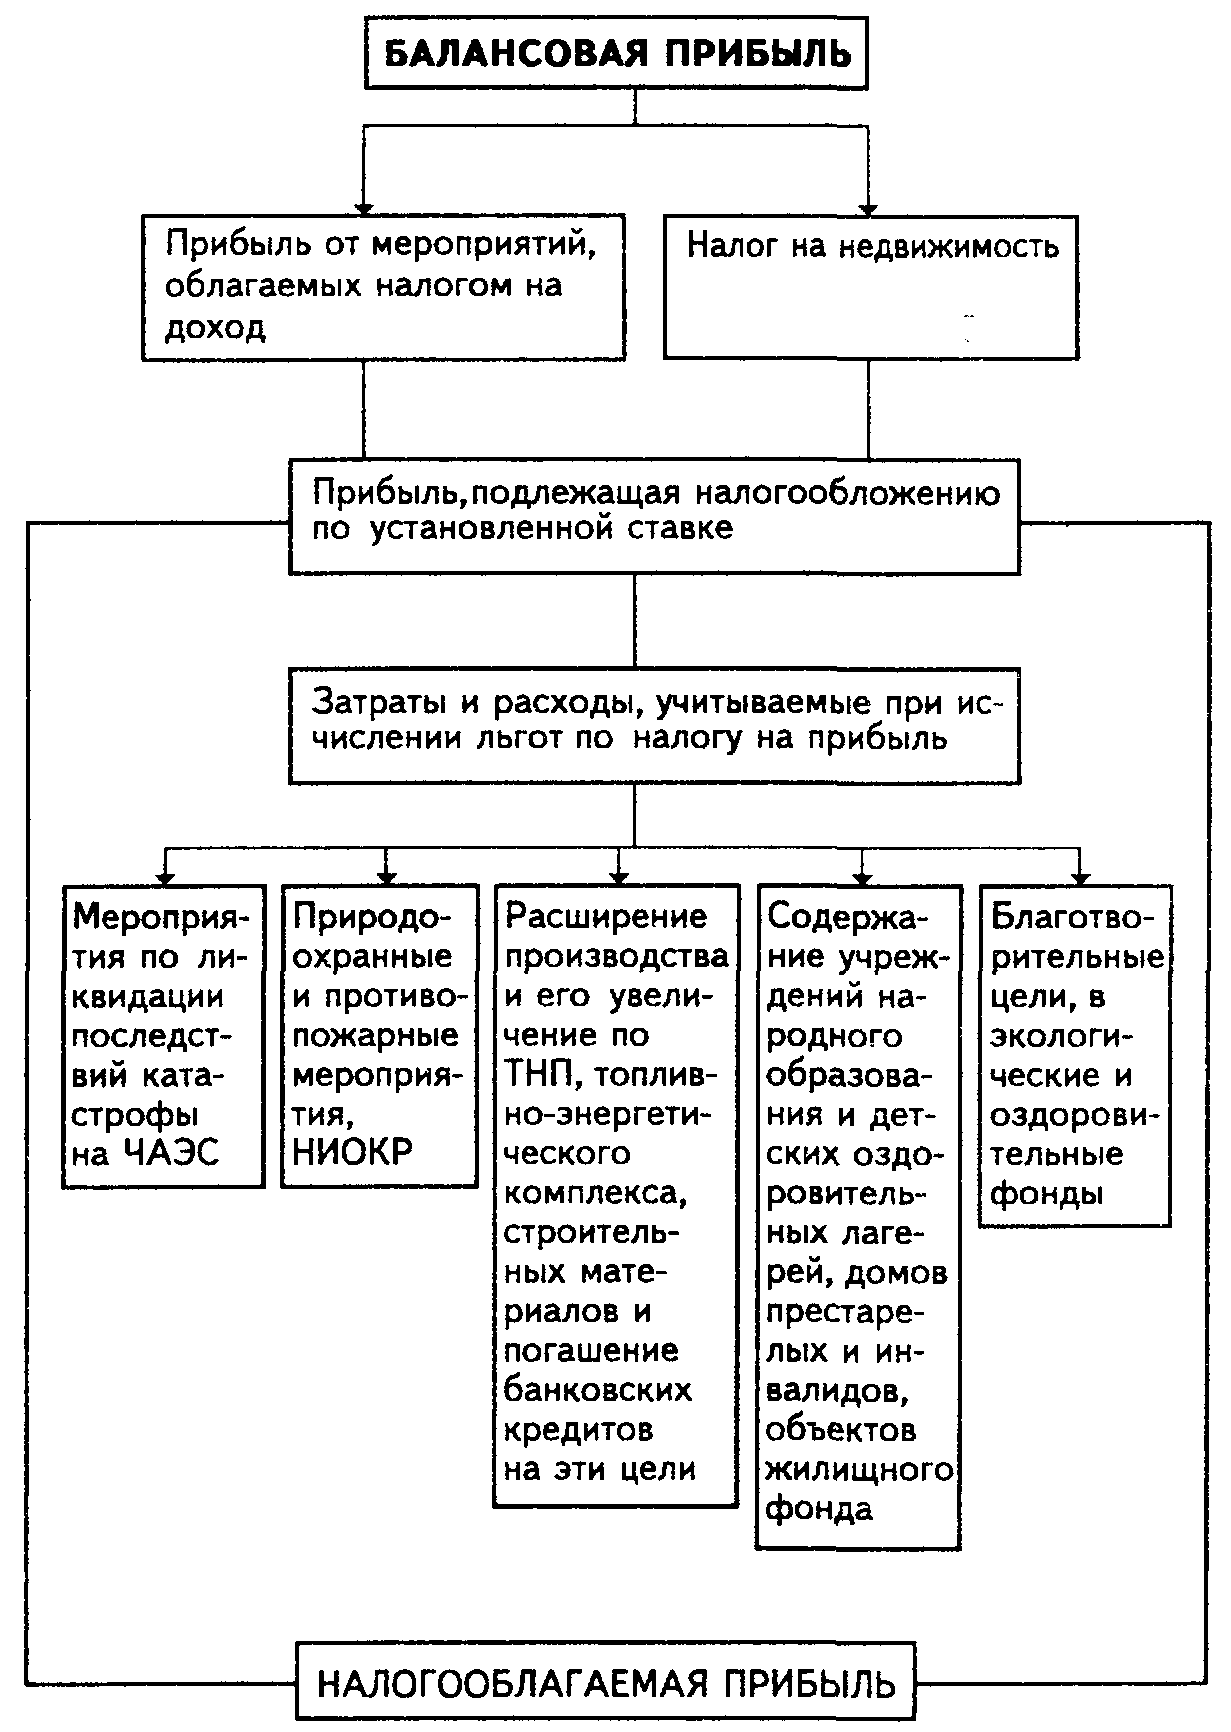 БАЛАНСОВАЯ ПРИБЫЛЬ
Прибыль от мероприятий,
облагаемых налогом на
доход
Налог на недвижимость
Прибыль, подлежащая налогообложению
по установленной ставке
Затраты и расходы, учитываемые при ис-
числении льгот по налогу на прибыль
Мероприя-
тия по ли-
квидации
последст-
вий ката-
строфы
на ЧАЭС
Природо-
охранные
и противо-
пожарные
мероприя-
тия,
НИОКР
Расширение
производства
и его увели-
чение по
ТНП, топлив-
но-энергети-
ческого
комплекса,
строитель-
ных мате-
риалов и
погашение
банковских
кредитов
на эти цели
Содержа-
ние учреж-
дений на-
родного
образова-
ния и дет-
ских оздо-
ровитель-
ных лаге-
рей, домов
престаре-
лых и ин-
валидов,
объектов
жилищного
фонда
Благотво-
рительные
цели, в
экологи-
ческие и
оздорови-
тельные
фонды
НАЛОГООБЛАГАЕМАЯ ПРИБЫЛЬ